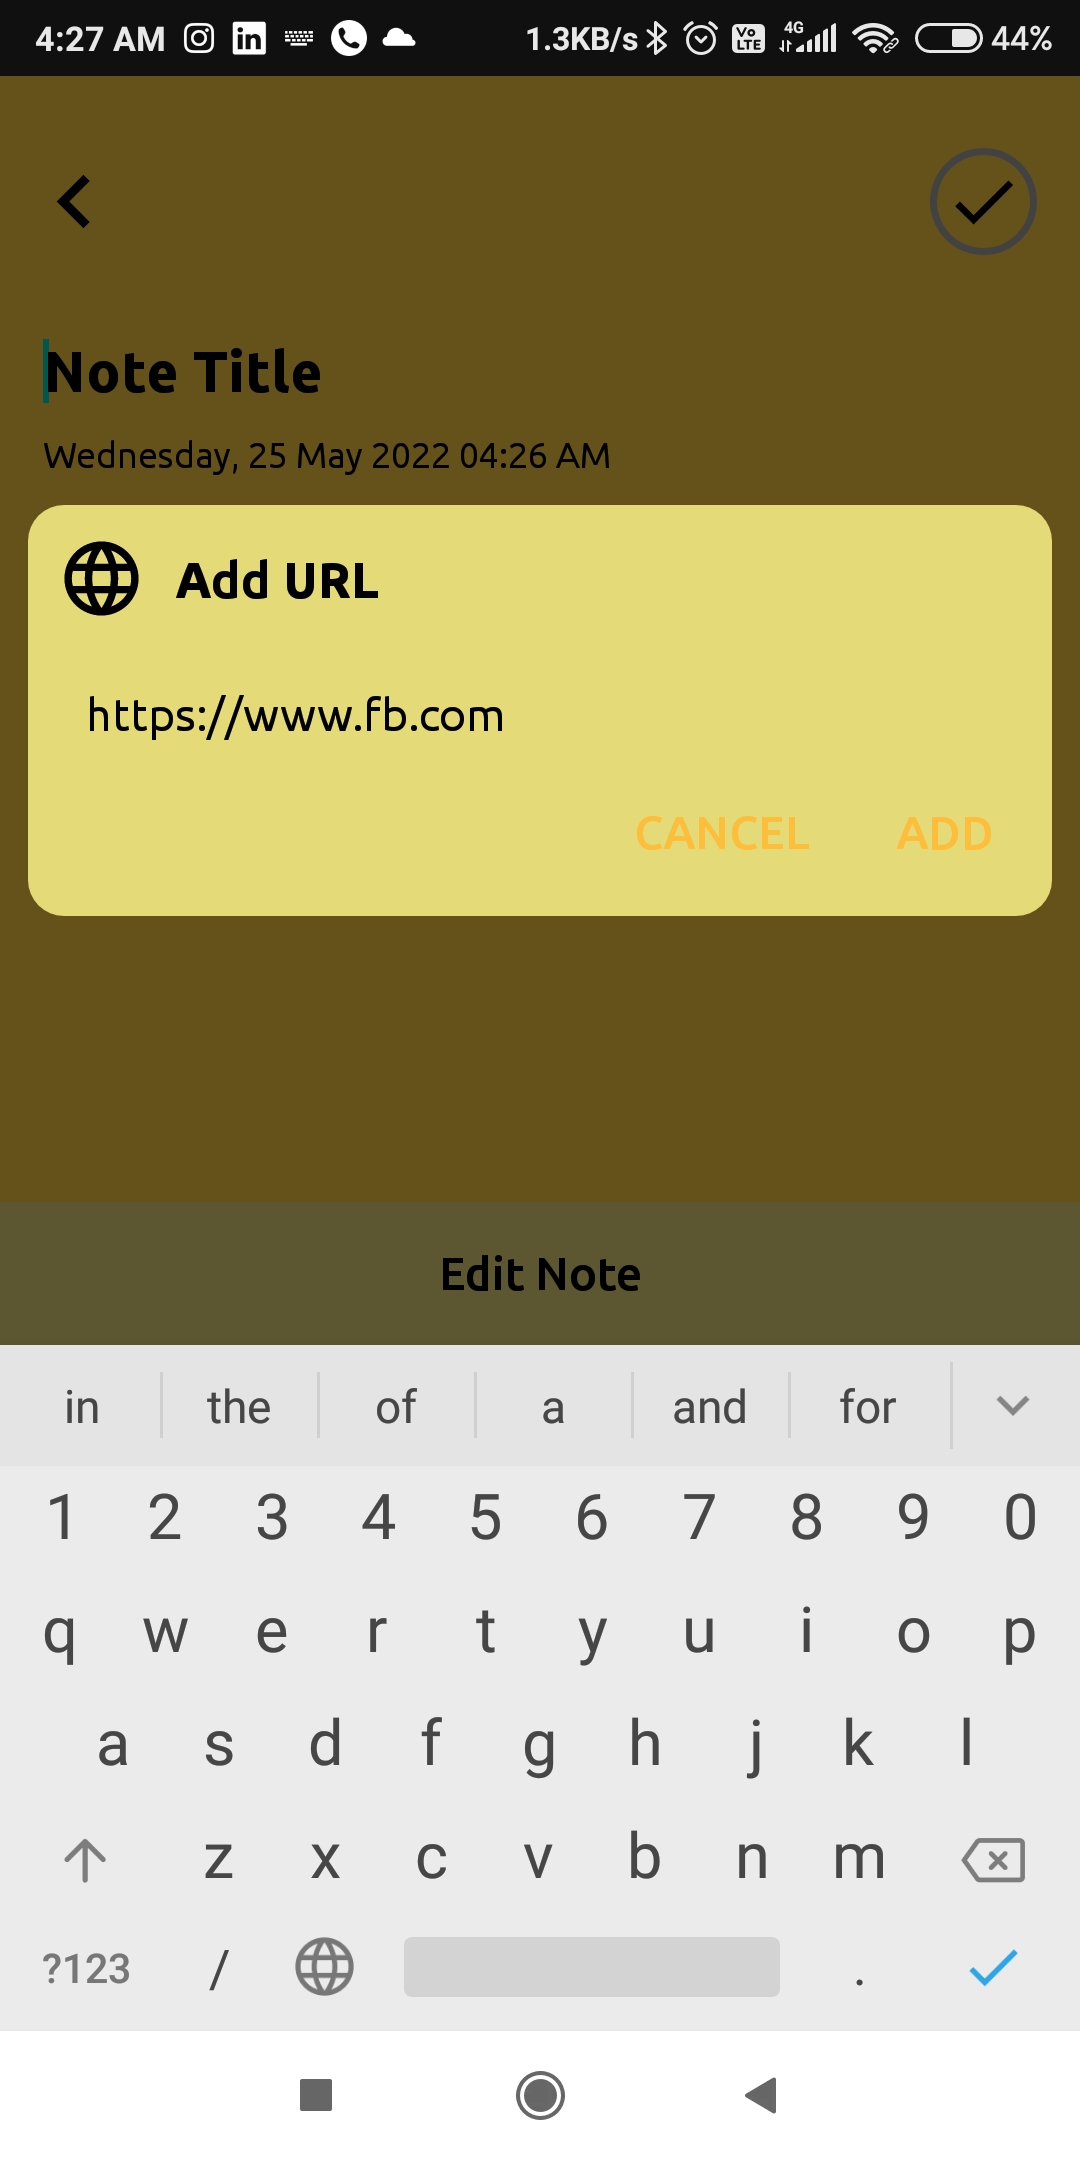 4:27 AM 1.3KB/s Vo LTE 4G 44%
Note Title
Wednesday, 25 May 2022 04:26 AM
Add URL
https://www.fb.com
CANCEL ADD
Edit Note
in the of a and for
1 2 3 4 5 6 7 8 9 0
q w e r t y u i o p
a s d f g h j k l
z x c v b n m
?123 / .